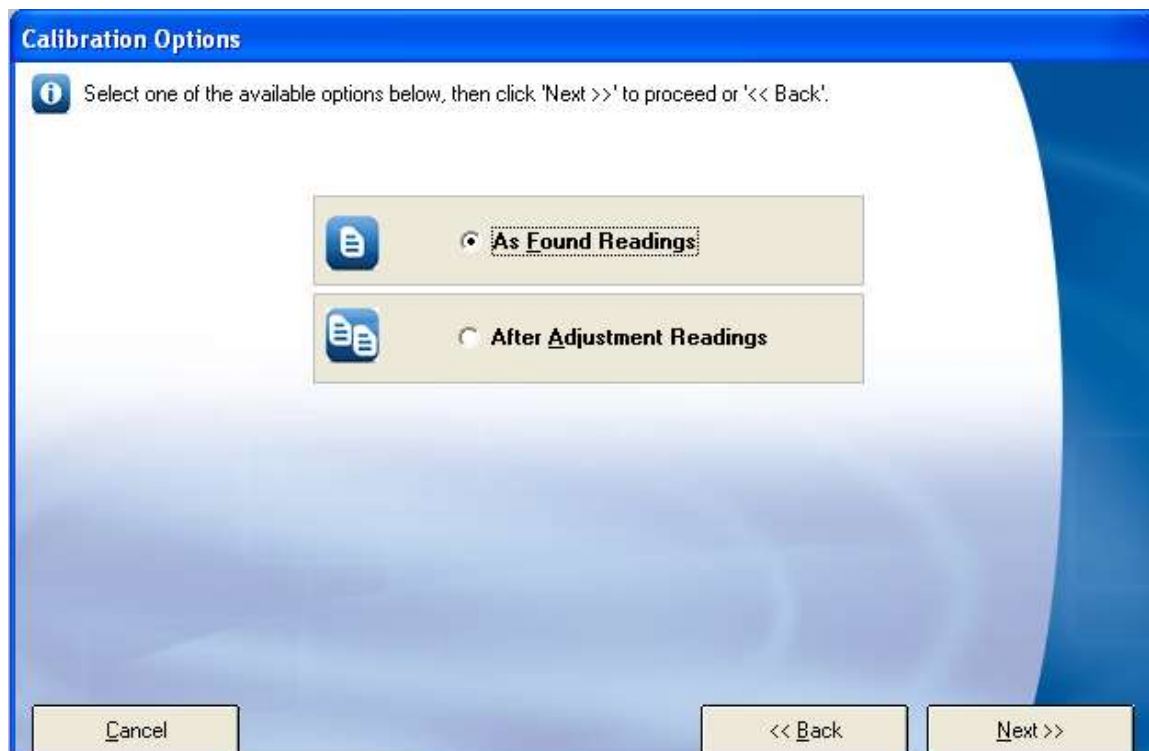 Calibration Options
Select one of the available options below, then click 'Next >>' to proceed or '<< Back'.
As Found Readings
After Adjustment Readings
Cancel
<< Back
Next >>